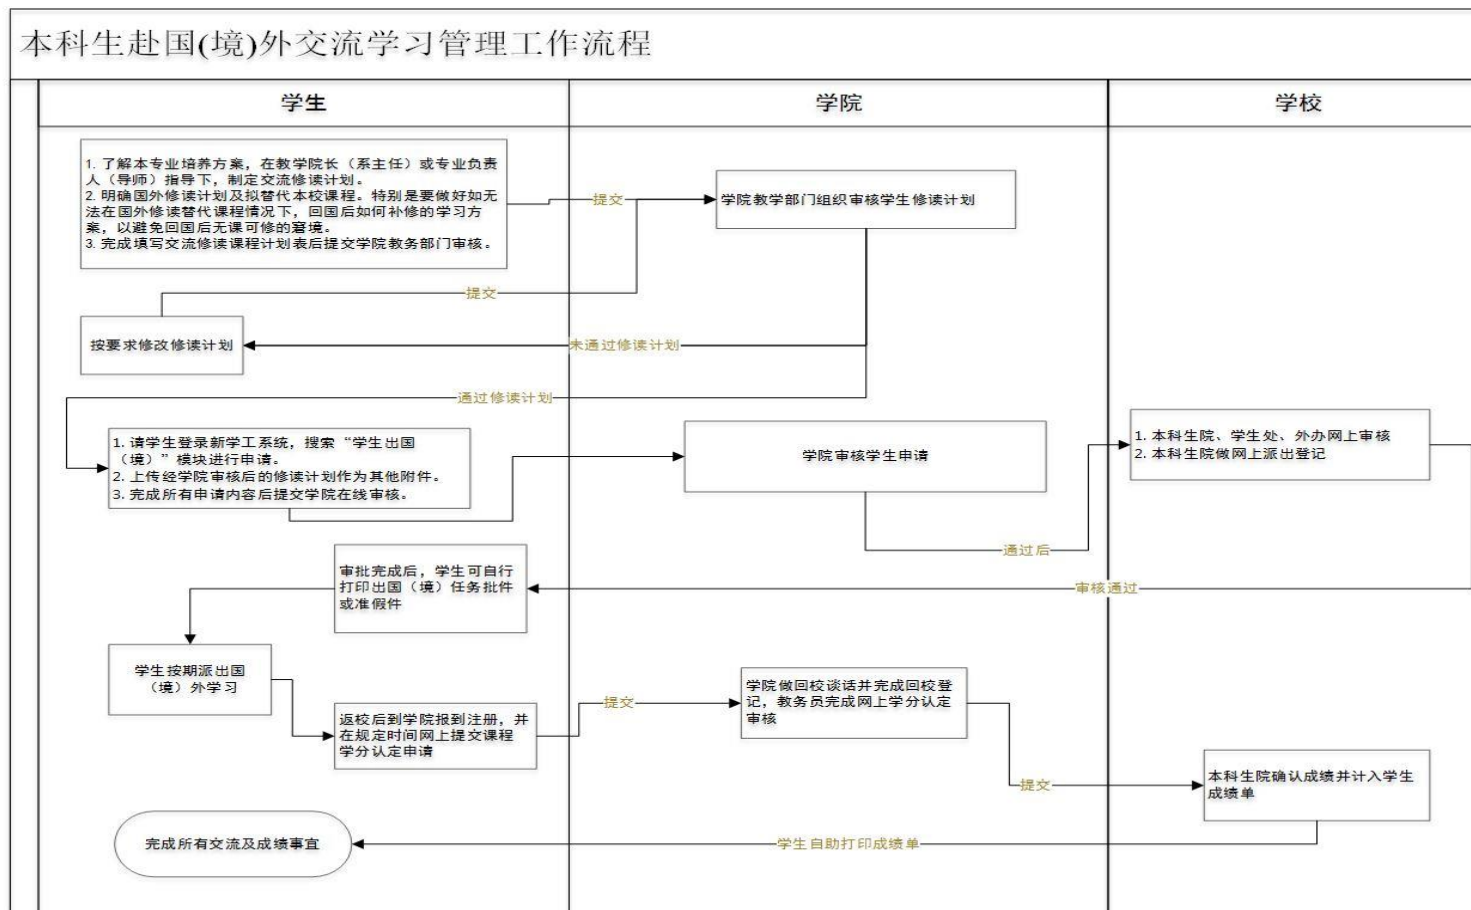 本科生赴国(境)外交流学习管理工作流程
学生
学院
学校
1. 了解本专业培养方案，在教学院长（系主任）或专业负责
人（导师）指导下，制定交流修读计划。
2. 明确国外修读计划及拟替代本校课程。特别是要做好如无
法在国外修读替代课程情况下，回国后如何补修的学习方
案，以避免回国后无课可修的窘境。
3. 完成填写交流修读课程计划表后提交学院教务部门审核。
提交
学院教学部门组织审核学生修读计划
提交
按要求修改修读计划
未通过修读计划
通过修读计划
1. 请学生登录新学工系统，搜索“学生出国
（境）”模块进行申请。
2. 上传经学院审核后的修读计划作为其他附件。
3. 完成所有申请内容后提交学院在线审核。
学院审核学生申请
1. 本科生院、学生处、外办网上审核
2. 本科生院做网上派出登记
通过后
审批完成后，学生可自行
打印出国（境）任务批件
或准假件
审核通过
学生按期派出国
（境）外学习
返校后到学院报到注册，并
在规定时间网上提交课程
学分认定申请
提交
学院做回校谈话并完成回校登
记，教务员完成网上学分认定
审核
提交
本科生院确认成绩并计入学生
成绩单
学生自助打印成绩单
完成所有交流及成绩事宜